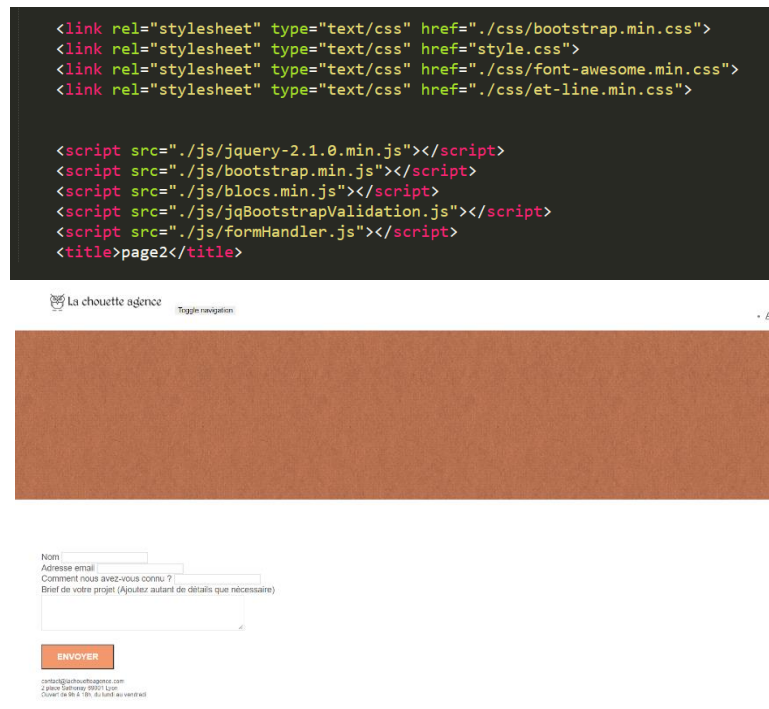 <link rel="stylesheet" type="text/css" href="./css/bootstrap.min.css">
<link rel="stylesheet" type="text/css" href="style.css">
<link rel="stylesheet" type="text/css" href="./css/font-awesome.min.css">
<link rel="stylesheet" type="text/css" href="./css/et-line.min.css">
<script src="./js/jquery-2.1.0.min.js"></script>
<script src="./js/bootstrap.min.js"></script>
<script src="./js/blocs.min.js"></script>
<script src="./js/jqBootstrapValidation.js"></script>
<script src="./js/formHandler.js"></script>
<title>page2</title>
La chouette agence
Toggle navigation
Nom
Adresse email
Comment nous avez-vous connu ?
Brief de votre projet (Ajoutez autant de détails que nécessaire)
ENVOYER
contact@lachouetteagence.com
2 place Sathonay 69001 Lyon
Ouvert de 9h à 18h, du lundi au vendredi